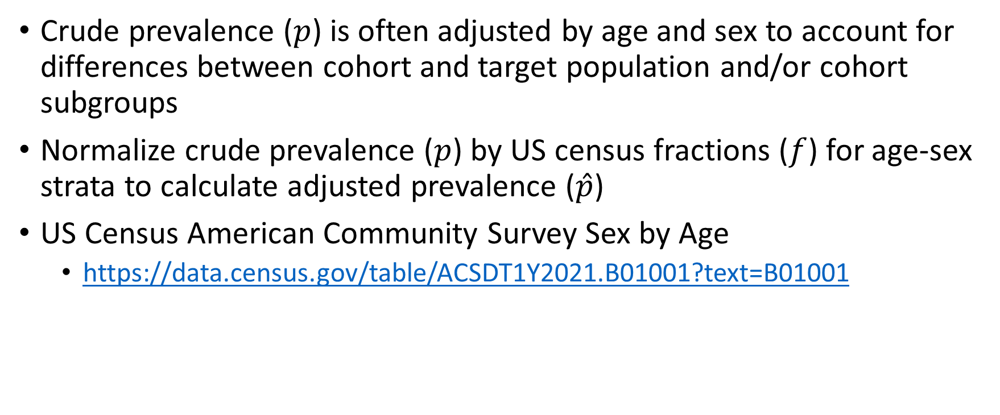 • Crude prevalence (𝑝) is often adjusted by age and sex to account for
differences between cohort and target population and/or cohort
subgroups
• Normalize crude prevalence (𝑝) by US census fractions (𝑓) for age-sex
strata to calculate adjusted prevalence (𝑝̂)
• US Census American Community Survey Sex by Age
• https://data.census.gov/table/ACSDT1Y2021.B01001?text=B01001